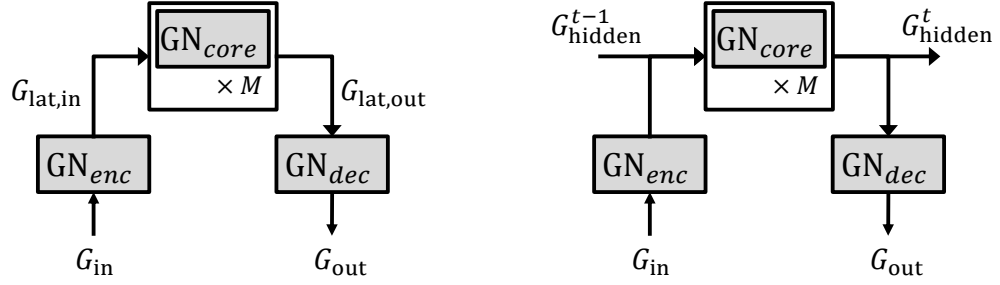 GN_core
× M
G_lat,in
G_lat,out
GN_enc
GN_dec
G_in
G_out
G_hidden^t−1
GN_core
G_hidden^t
× M
GN_enc
GN_dec
G_in
G_out